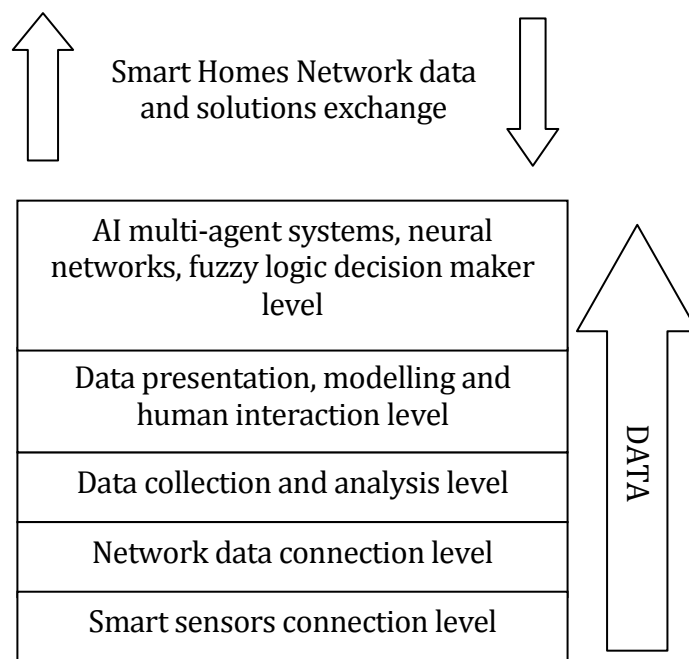 Smart Homes Network data
and solutions exchange
AI multi-agent systems, neural
networks, fuzzy logic decision maker
level
Data presentation, modelling and
human interaction level
Data collection and analysis level
Network data connection level
Smart sensors connection level
DATA